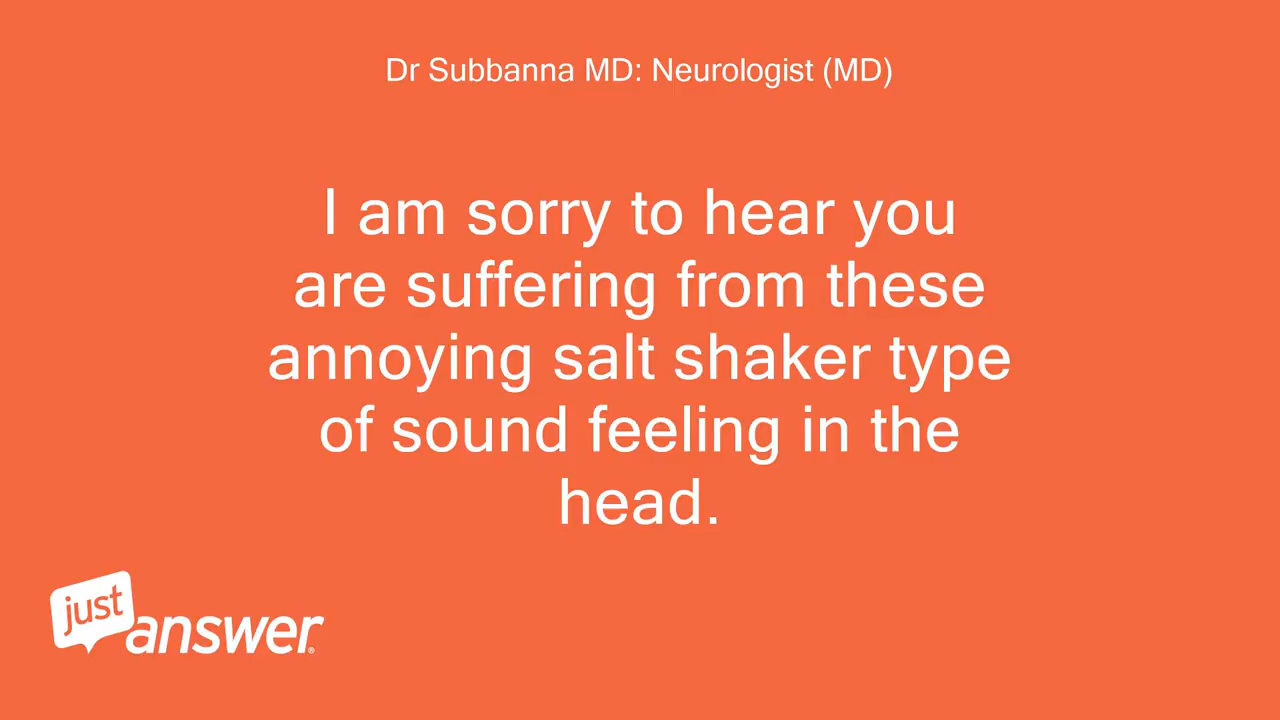 Dr Subbanna MD: Neurologist (MD)
I am sorry to hear you
are suffering from these
annoying salt shaker type
of sound feeling in the
head.
just
answer®